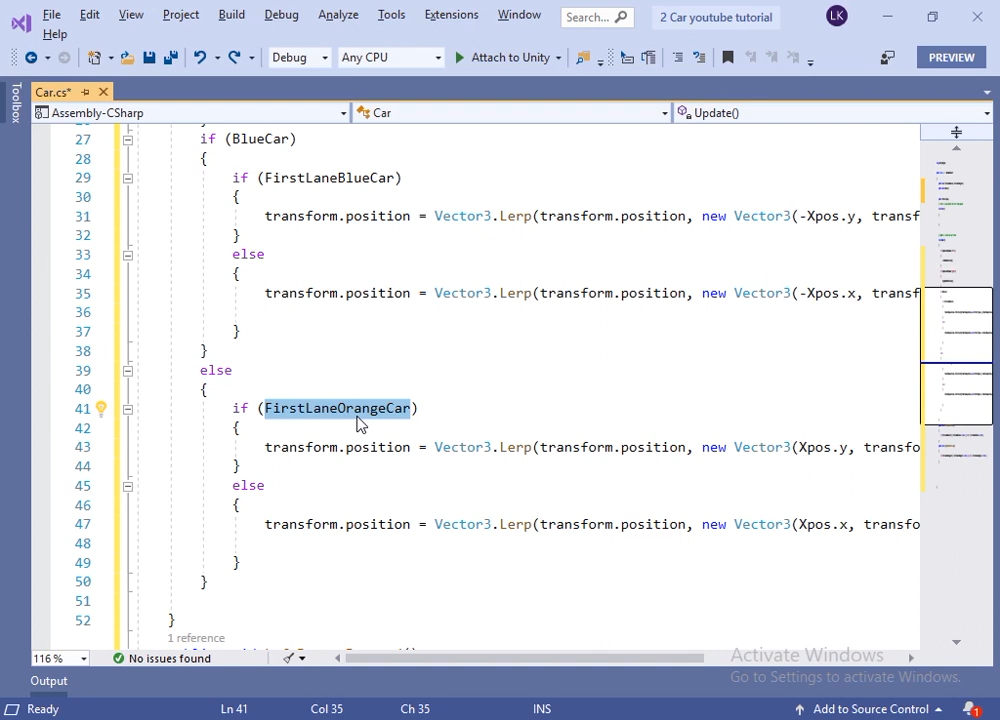 File Edit View Project Build Debug Analyze Tools Extensions Window Search... 2 Car youtube tutorial LK
Help
Debug Any CPU Attach to Unity PREVIEW
Toolbox
Car.cs*
Assembly-CSharp Car Update()
27 if (BlueCar)
28 {
29 if (FirstLaneBlueCar)
30 {
31 transform.position = Vector3.Lerp(transform.position, new Vector3(-Xpos.y, transf
32 }
33 else
34 {
35 transform.position = Vector3.Lerp(transform.position, new Vector3(-Xpos.x, transf
36
37 }
38 }
39 else
40 {
41 if (FirstLaneOrangeCar)
42 {
43 transform.position = Vector3.Lerp(transform.position, new Vector3(Xpos.y, transfo
44 }
45 else
46 {
47 transform.position = Vector3.Lerp(transform.position, new Vector3(Xpos.x, transfo
48
49 }
50 }
51
52 }
1 reference
116 % No issues found
Activate Windows
Go to Settings to activate Windows.
Output
Ready Ln 41 Col 35 Ch 35 INS Add to Source Control 1